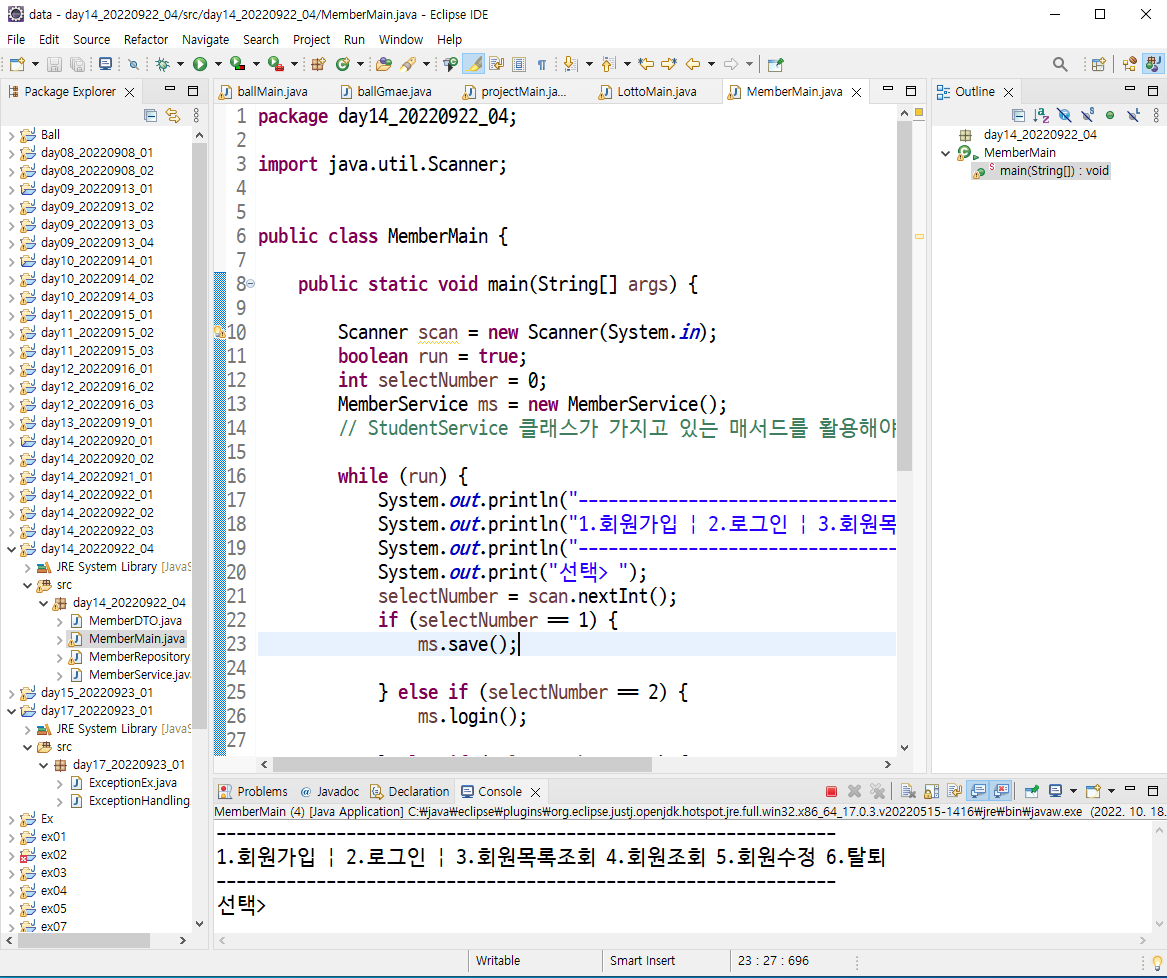 data - day14_20220922_04/src/day14_20220922_04/MemberMain.java - Eclipse IDE
File Edit Source Refactor Navigate Search Project Run Window Help
Package Explorer
Ball
day08_20220908_01
day08_20220908_02
day09_20220913_01
day09_20220913_02
day09_20220913_03
day09_20220913_04
day10_20220914_01
day10_20220914_02
day10_20220914_03
day11_20220915_01
day11_20220915_02
day11_20220915_03
day12_20220916_01
day12_20220916_02
day12_20220916_03
day13_20220919_01
day14_20220920_01
day14_20220920_02
day14_20220921_01
day14_20220922_01
day14_20220922_02
day14_20220922_03
day14_20220922_04
JRE System Library [JavaS
src
day14_20220922_04
MemberDTO.java
MemberMain.java
MemberRepository
MemberService.jav
day15_20220923_01
day17_20220923_01
JRE System Library [JavaS
src
day17_20220923_01
ExceptionEx.java
ExceptionHandling
Ex
ex01
ex02
ex03
ex04
ex05
ex07
ballMain.java ballGmae.java projectMain.ja... LottoMain.java MemberMain.java
1 package day14_20220922_04;
2
3 import java.util.Scanner;
4
5
6 public class MemberMain {
7
8 public static void main(String[] args) {
9
10 Scanner scan = new Scanner(System.in);
11 boolean run = true;
12 int selectNumber = 0;
13 MemberService ms = new MemberService();
14 // StudentService 클래스가 가지고 있는 매서드를 활용해야
15
16 while (run) {
17 System.out.println("--------------------------------
18 System.out.println("1.회원가입 ¦ 2.로그인 ¦ 3.회원목
19 System.out.println("--------------------------------
20 System.out.print("선택> ");
21 selectNumber = scan.nextInt();
22 if (selectNumber == 1) {
23 ms.save();
24
25 } else if (selectNumber == 2) {
26 ms.login();
27
Outline
day14_20220922_04
MemberMain
S main(String[]) : void
Problems @ Javadoc Declaration Console
MemberMain (4) [Java Application] C:₩java₩eclipse₩plugins₩org.eclipse.justj.openjdk.hotspot.jre.full.win32.x86_64_17.0.3.v20220515-1416₩jre₩bin₩javaw.exe (2022. 10. 18.
--------------------------------------------------------------
1.회원가입 ¦ 2.로그인 ¦ 3.회원목록조회 4.회원조회 5.회원수정 6.탈퇴
--------------------------------------------------------------
선택>
Writable Smart Insert 23 : 27 : 696